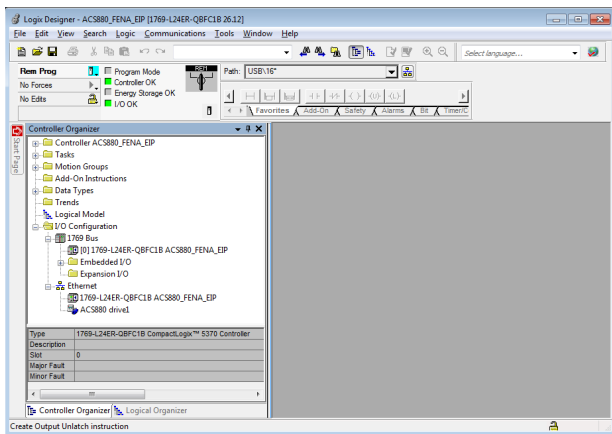 Logix Designer - ACS880_FENA_EIP [1769-L24ER-QBFC1B 26.12]
File Edit View Search Logic Communications Tools Window Help
Select language...
Rem Prog
No Forces
No Edits
Program Mode
Controller OK
Energy Storage OK
I/O OK
REM
Path: USB\16*
Favorites Add-On Safety Alarms Bit Timer/C
Start Page
Controller Organizer
Controller ACS880_FENA_EIP
Tasks
Motion Groups
Add-On Instructions
Data Types
Trends
Logical Model
I/O Configuration
1769 Bus
[0] 1769-L24ER-QBFC1B ACS880_FENA_EIP
Embedded I/O
Expansion I/O
Ethernet
1769-L24ER-QBFC1B ACS880_FENA_EIP
ACS880 drive1
Type 1769-L24ER-QBFC1B CompactLogix™ 5370 Controller
Description
Slot 0
Major Fault
Minor Fault
Controller Organizer Logical Organizer
Create Output Unlatch instruction